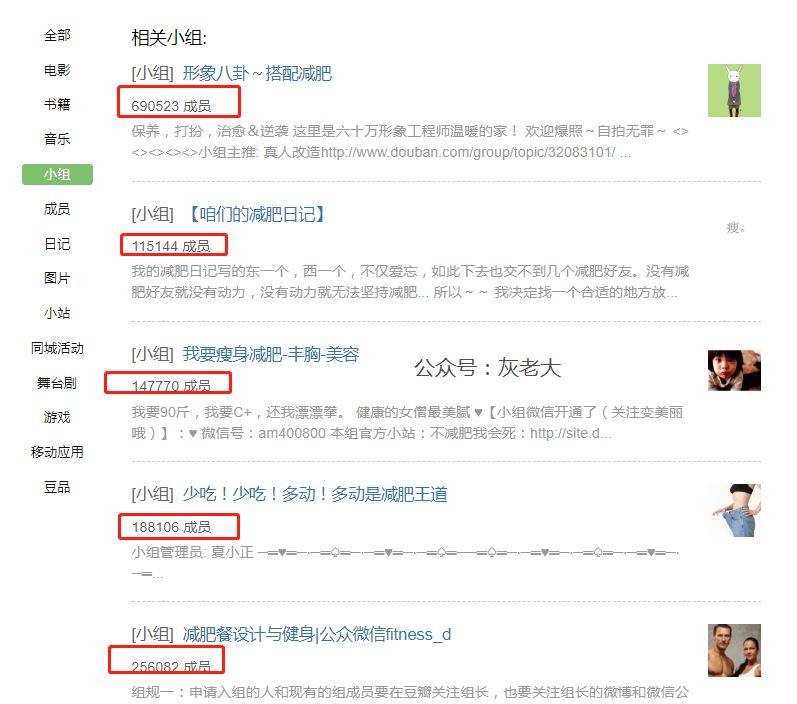 全部
电影
书籍
音乐
小组
成员
日记
图片
小站
同城活动
舞台剧
游戏
移动应用
豆品
相关小组:
[小组] 形象八卦～搭配减肥
690523 成员
保养，打扮，治愈＆逆袭 这里是六十万形象工程师温暖的家！ 欢迎爆照～自拍无罪～ <>
<><><><>小组主推: 真人改造http://www.douban.com/group/topic/32083101/ ...
[小组] 【咱们的减肥日记】
115144 成员
瘦。
我的减肥日记写的东一个，西一个，不仅爱忘，如此下去也交不到几个减肥好友。没有减
肥好友就没有动力，没有动力就无法坚持减肥... 所以～～ 我决定找一个合适的地方放...
[小组] 我要瘦身减肥-丰胸-美容
公众号：灰老大
147770 成员
我要90斤，我要C+，还我漂漂拳。 健康的女僧最美腻 ♥【小组微信开通了（关注变美丽
哦）】：♥ 微信号：am400800 本组官方小站：不减肥我会死：http://site.d...
[小组] 少吃！少吃！多动！多动是减肥王道
188106 成员
小组管理员: 夏小正 ─═♥═─·─═♤═─·─═♥═─·─═♤═──═♤═─·─═♥═─·─═♤═─·─═♥═─·
─═...
[小组] 减肥餐设计与健身|公众微信fitness_d
256082 成员
组规一：申请入组的人和现有的组成员要在豆瓣关注组长，也要关注组长的微博和微信公